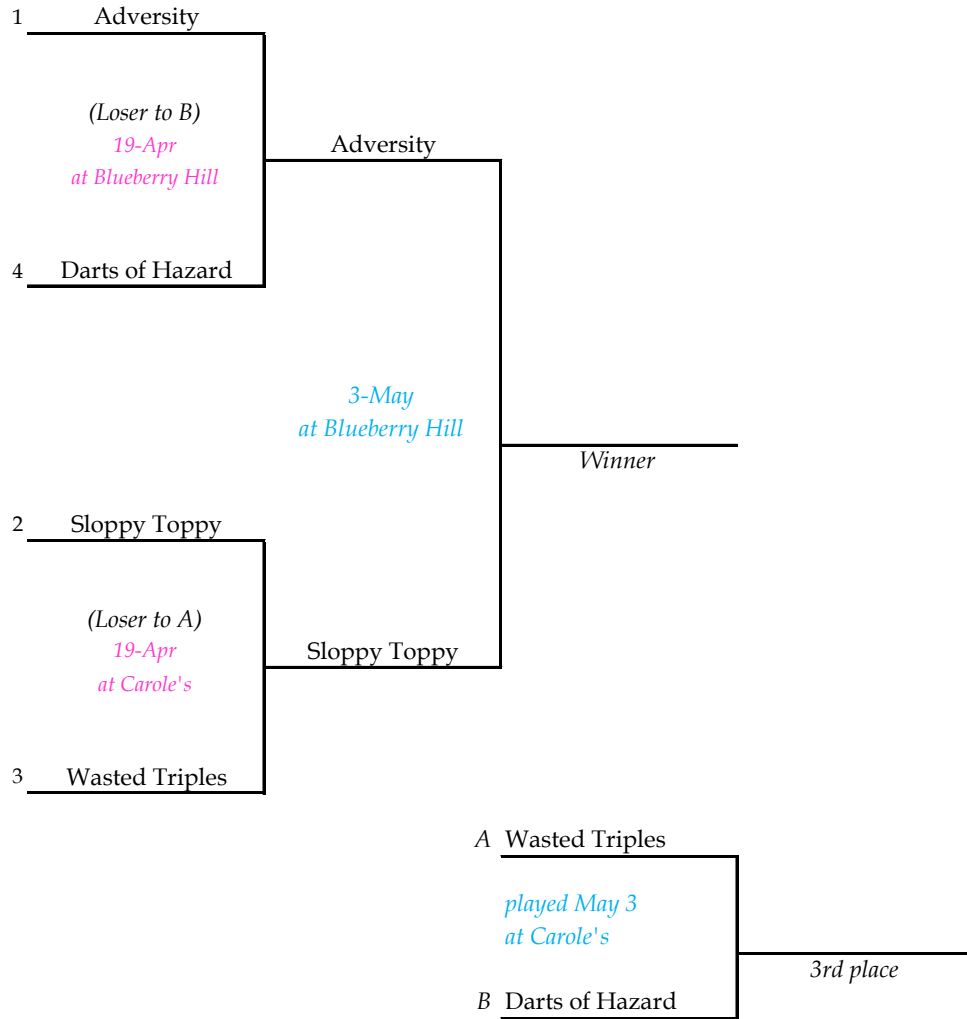 1 Adversity
(Loser to B)
19-Apr
at Blueberry Hill
Adversity
4 Darts of Hazard
3-May
at Blueberry Hill
Winner
2 Sloppy Toppy
(Loser to A)
19-Apr
at Carole's
Sloppy Toppy
3 Wasted Triples
A Wasted Triples
played May 3
at Carole's
3rd place
B Darts of Hazard